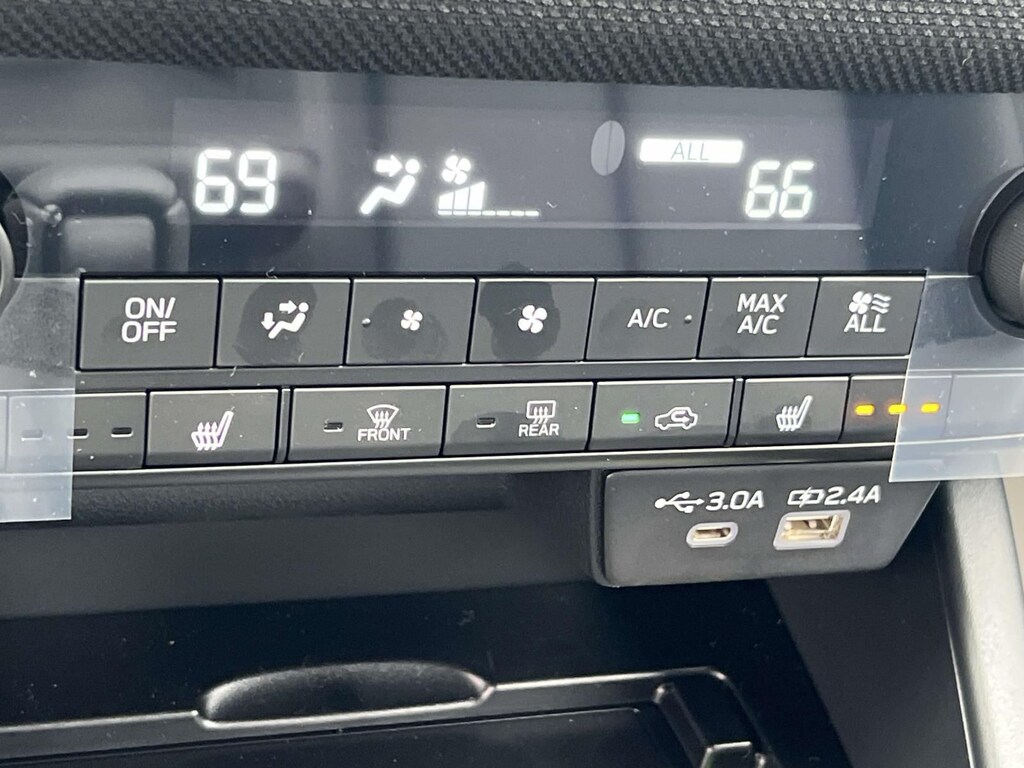 69
ALL
66
ON/
OFF
A/C
MAX
A/C
ALL
FRONT
REAR
3.0A
2.4A